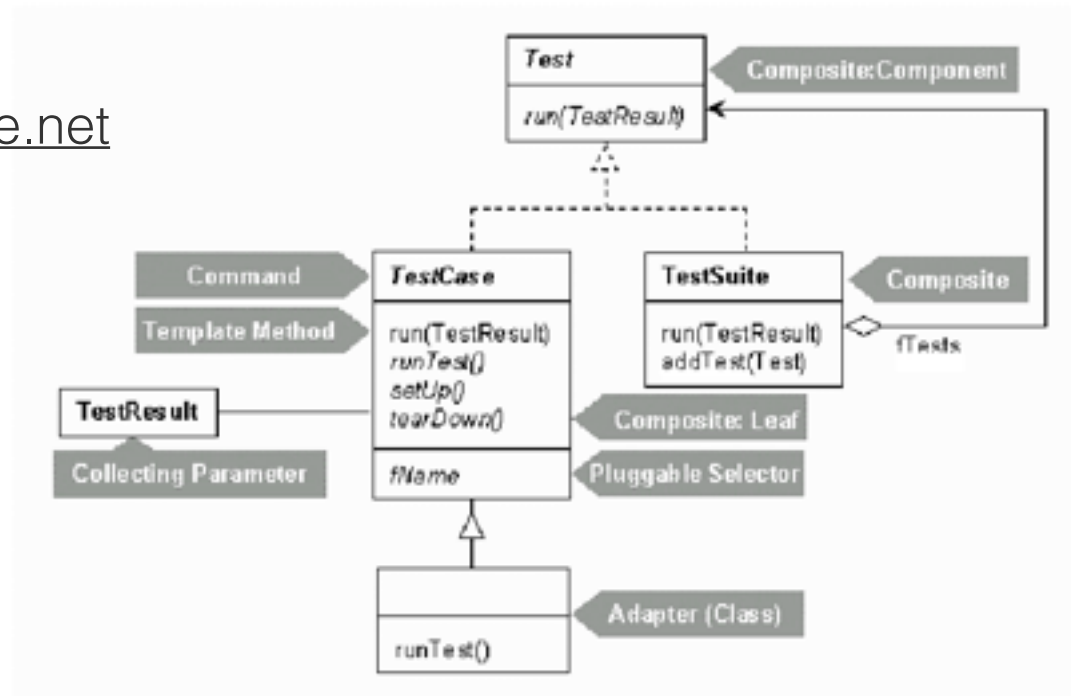 Test
Composite:Component
run(TestResult)
e.net
Command
TestCase
TestSuite
Composite
Template Method
run(TestResult)
runTest()
setUp()
tearDown()
run(TestResult)
addTest(Test)
fTests
TestResult
Composite: Leaf
Collecting Parameter
fName
Pluggable Selector
Adapter (Class)
runTest()